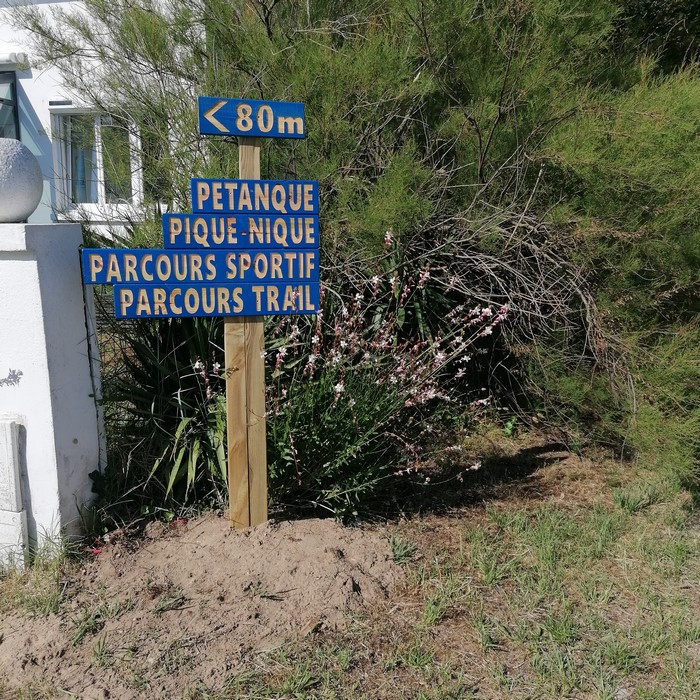 <80m
PETANQUE
PIQUE-NIQUE
PARCOURS SPORTIF
PARCOURS TRAIL